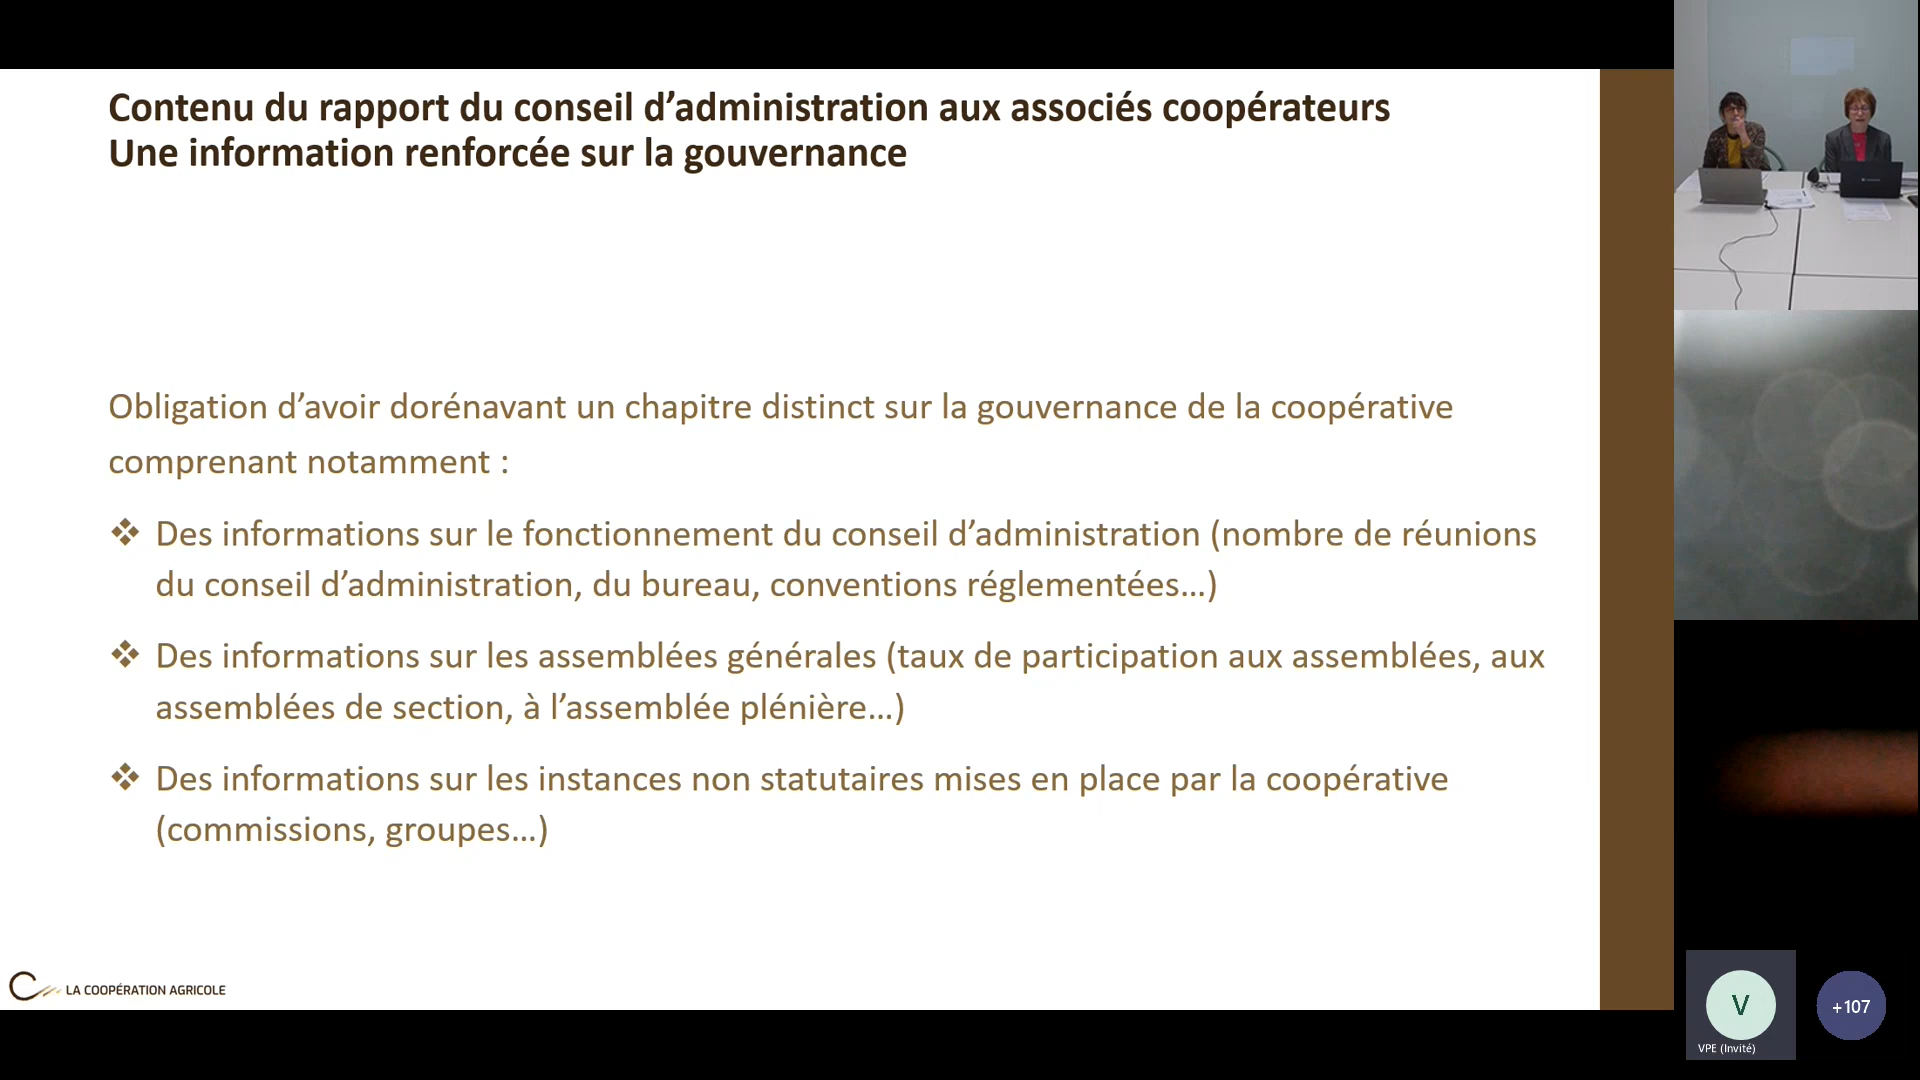 Contenu du rapport du conseil d’administration aux associés coopérateurs
Une information renforcée sur la gouvernance
Obligation d’avoir dorénavant un chapitre distinct sur la gouvernance de la coopérative
comprenant notamment :
❖ Des informations sur le fonctionnement du conseil d’administration (nombre de réunions
du conseil d’administration, du bureau, conventions réglementées…)
❖ Des informations sur les assemblées générales (taux de participation aux assemblées, aux
assemblées de section, à l’assemblée plénière…)
❖ Des informations sur les instances non statutaires mises en place par la coopérative
(commissions, groupes…)
LA COOPÉRATION AGRICOLE
V
+107
VPE (Invité)